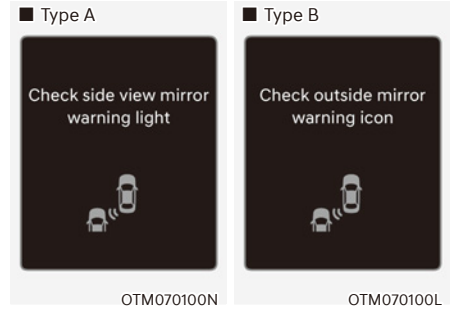 ■ Type A
Check side view mirror
warning light
OTM070100N
■ Type B
Check outside mirror
warning icon
OTM070100L